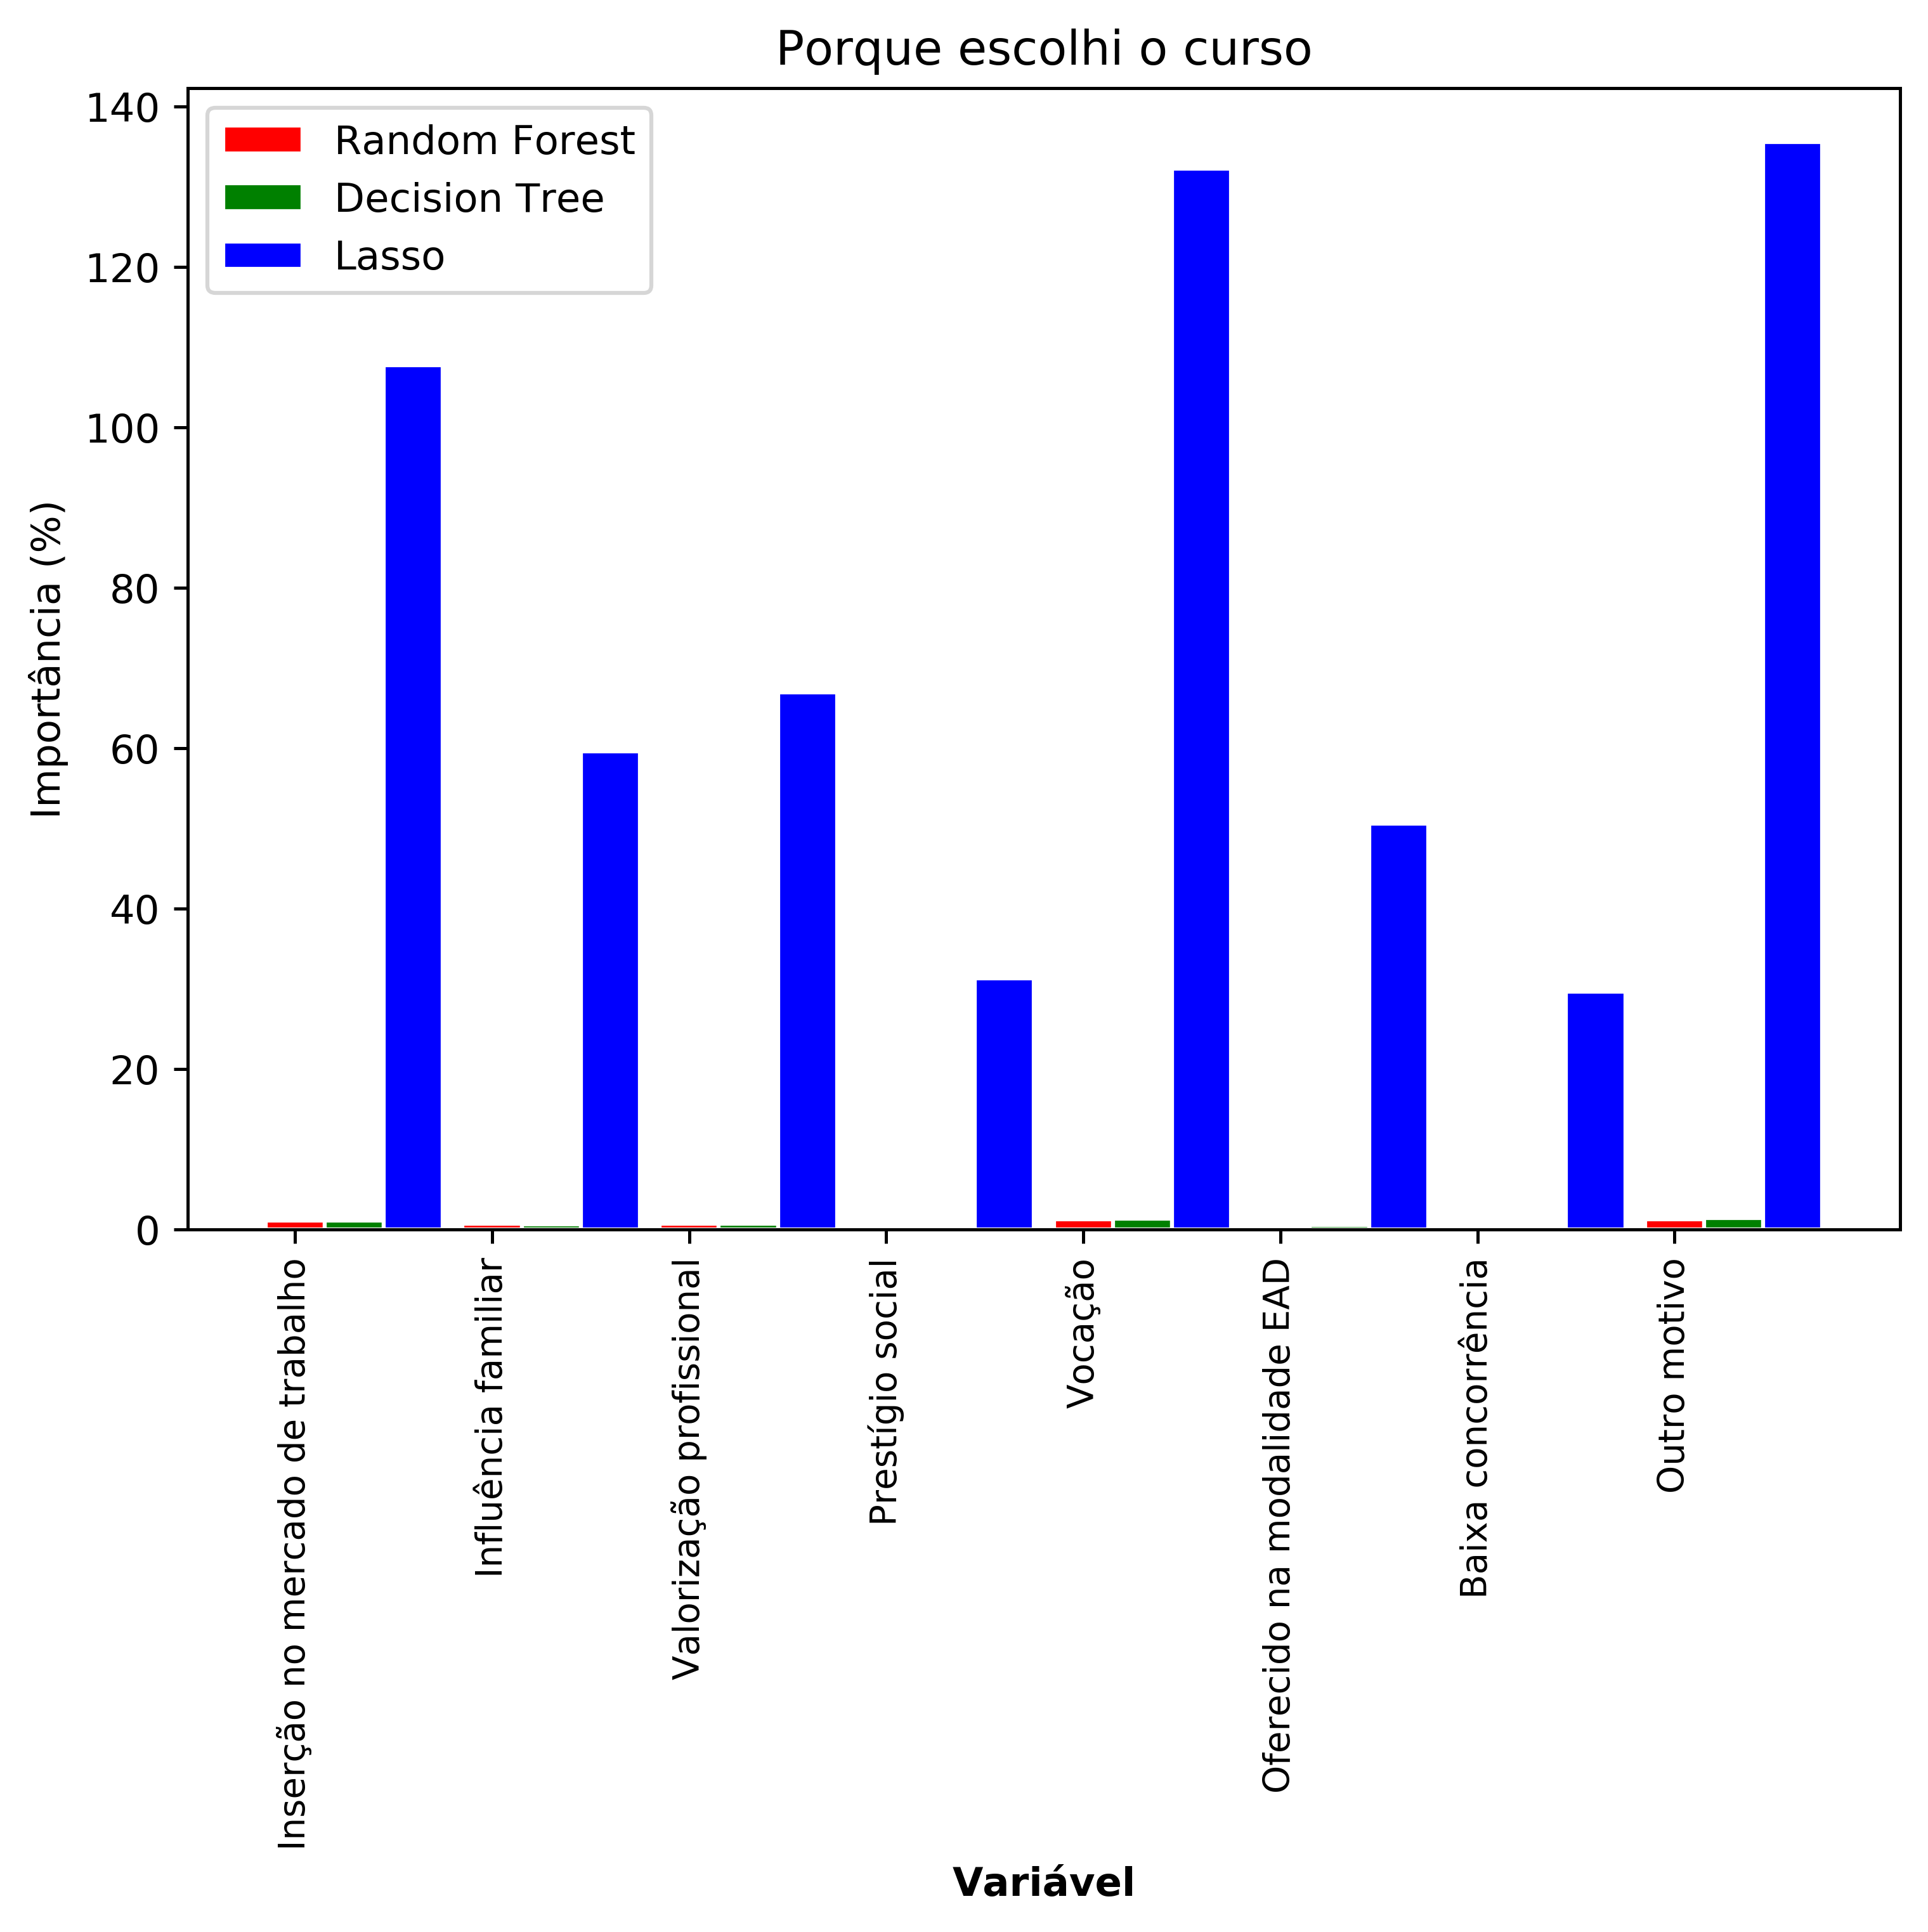 Porque escolhi o curso
140
120
100
80
60
40
20
0
Importância (%)
Random Forest
Decision Tree
Lasso
Inserção no mercado de trabalho
Influência familiar
Valorização profissional
Prestígio social
Vocação
Oferecido na modalidade EAD
Baixa concorrência
Outro motivo
Variável